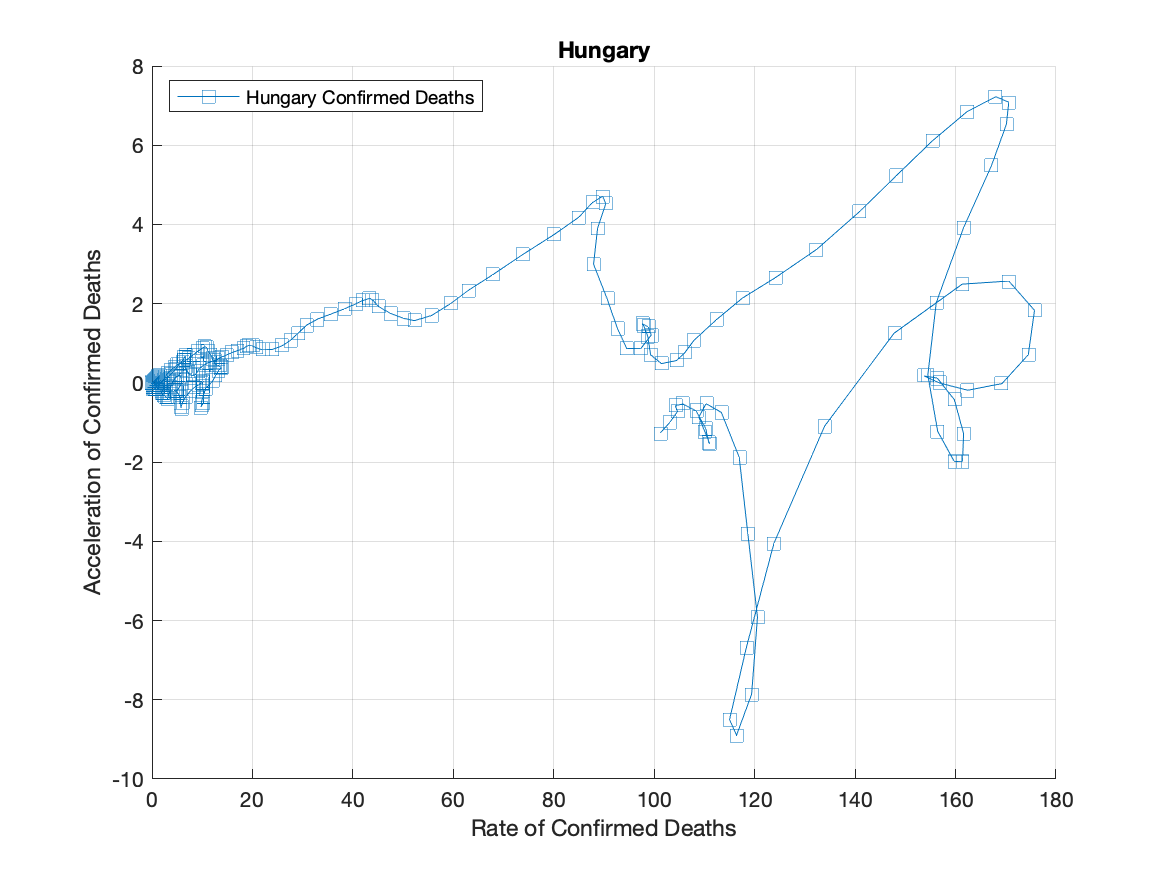 Hungary
Hungary Confirmed Deaths
8
6
4
2
0
-2
-4
-6
-8
-10
Acceleration of Confirmed Deaths
0 20 40 60 80 100 120 140 160 180
Rate of Confirmed Deaths